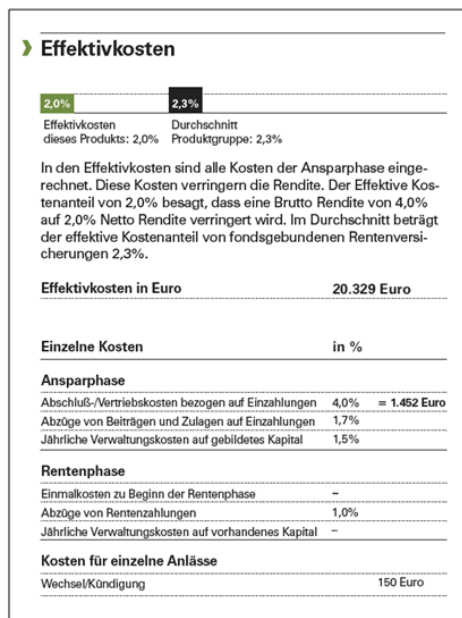 Effektivkosten
2,0% 2,3%
Effektivkosten Durchschnitt
dieses Produkts: 2,0% Produktgruppe: 2,3%
In den Effektivkosten sind alle Kosten der Ansparphase einge-
rechnet. Diese Kosten verringern die Rendite. Der Effektive Kos-
tenanteil von 2,0% besagt, dass eine Brutto Rendite von 4,0%
auf 2,0% Netto Rendite verringert wird. Im Durchschnitt beträgt
der effektive Kostenanteil von fondsgebundenen Rentenversi-
cherungen 2,3%.
Effektivkosten in Euro 20.329 Euro
Einzelne Kosten in %
Ansparphase
Abschluß-/Vertriebskosten bezogen auf Einzahlungen 4,0% = 1.452 Euro
Abzüge von Beiträgen und Zulagen auf Einzahlungen 1,7%
Jährliche Verwaltungskosten auf gebildetes Kapital 1,5%
Rentenphase
Einmalkosten zu Beginn der Rentenphase –
Abzüge von Rentenzahlungen 1,0%
Jährliche Verwaltungskosten auf vorhandenes Kapital –
Kosten für einzelne Anlässe
Wechsel/Kündigung 150 Euro